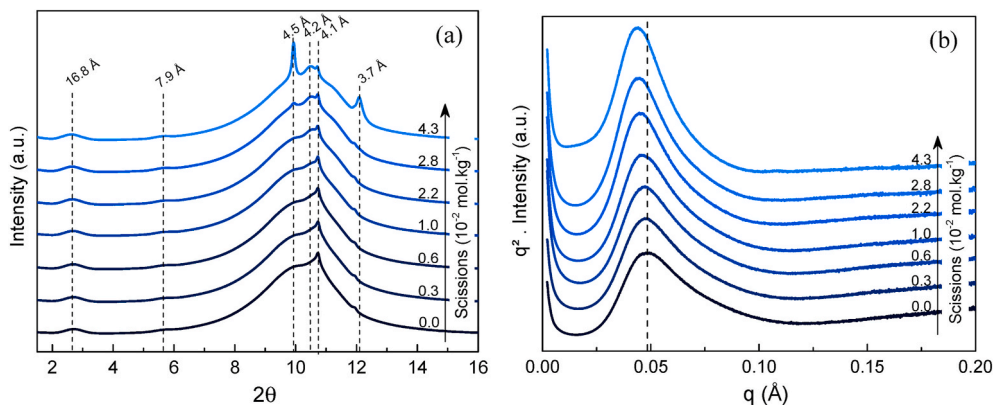 (a)
16.8 Å
7.9 Å
4.5 Å
4.2 Å
4.1 Å
3.7 Å
Intensity (a.u.)
4.3
2.8
2.2
1.0
0.6
0.3
0.0
Scissions (10⁻² mol.kg⁻¹)
2 4 6 8 10 12 14 16
2θ
(b)
q² . Intensity (a.u.)
4.3
2.8
2.2
1.0
0.6
0.3
0.0
Scissions (10⁻² mol.kg⁻¹)
0.00 0.05 0.10 0.15 0.20
q (Å)